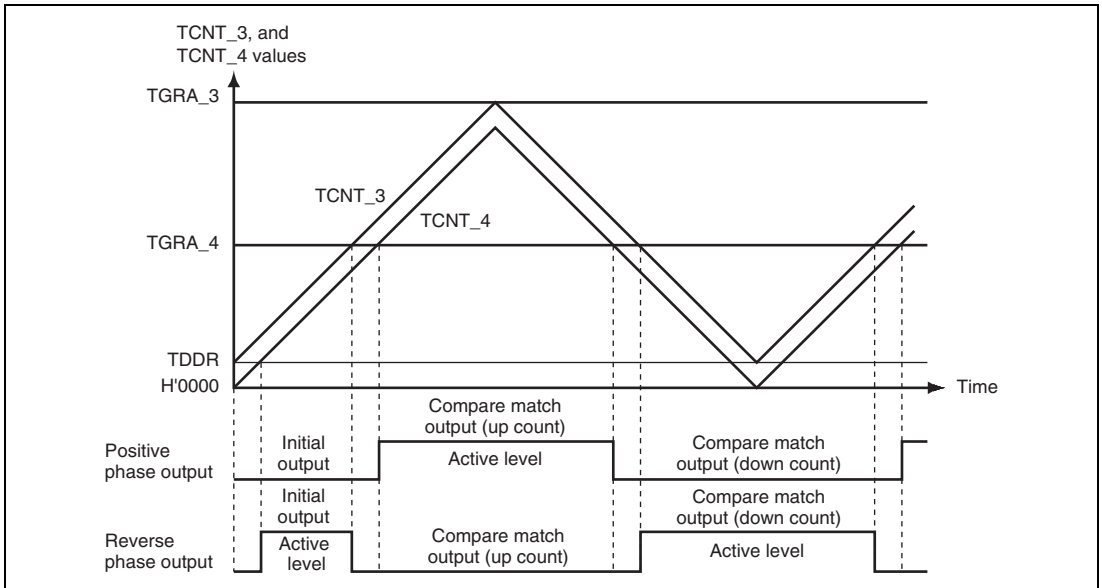 TCNT_3, and
TCNT_4 values
TGRA_3
TCNT_3
TCNT_4
TGRA_4
TDDR
H'0000
Time
Compare match
output (up count)
Positive
phase output
Initial
output
Active level
Compare match
output (down count)
Initial
output
Compare match
output (down count)
Reverse
phase output
Active
level
Compare match
output (up count)
Active level